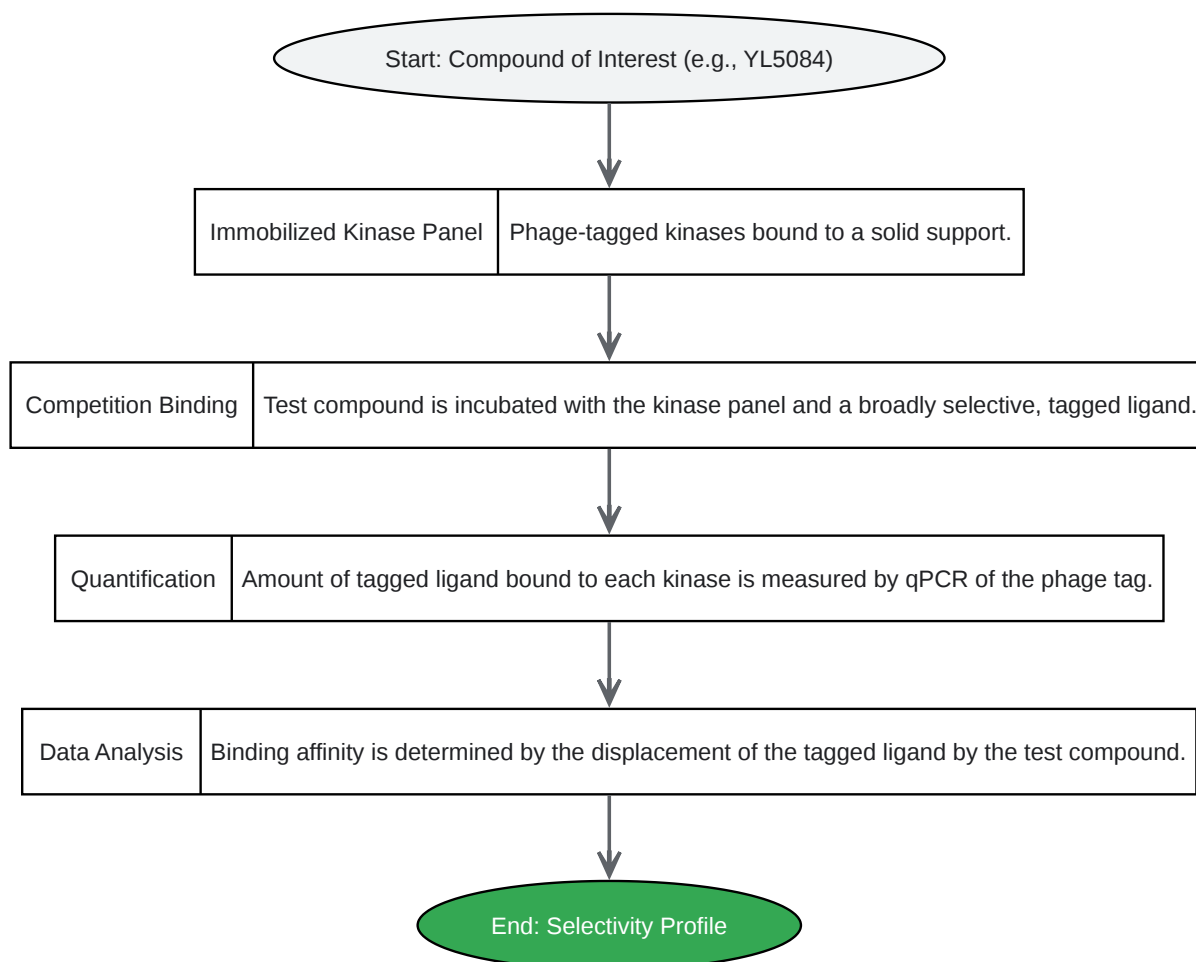 Start: Compound of Interest (e.g., YL5084)
Immobilized Kinase Panel
Phage-tagged kinases bound to a solid support.
Competition Binding
Test compound is incubated with the kinase panel and a broadly selective, tagged ligand.
Quantification
Amount of tagged ligand bound to each kinase is measured by qPCR of the phage tag.
Data Analysis
Binding affinity is determined by the displacement of the tagged ligand by the test compound.
End: Selectivity Profile